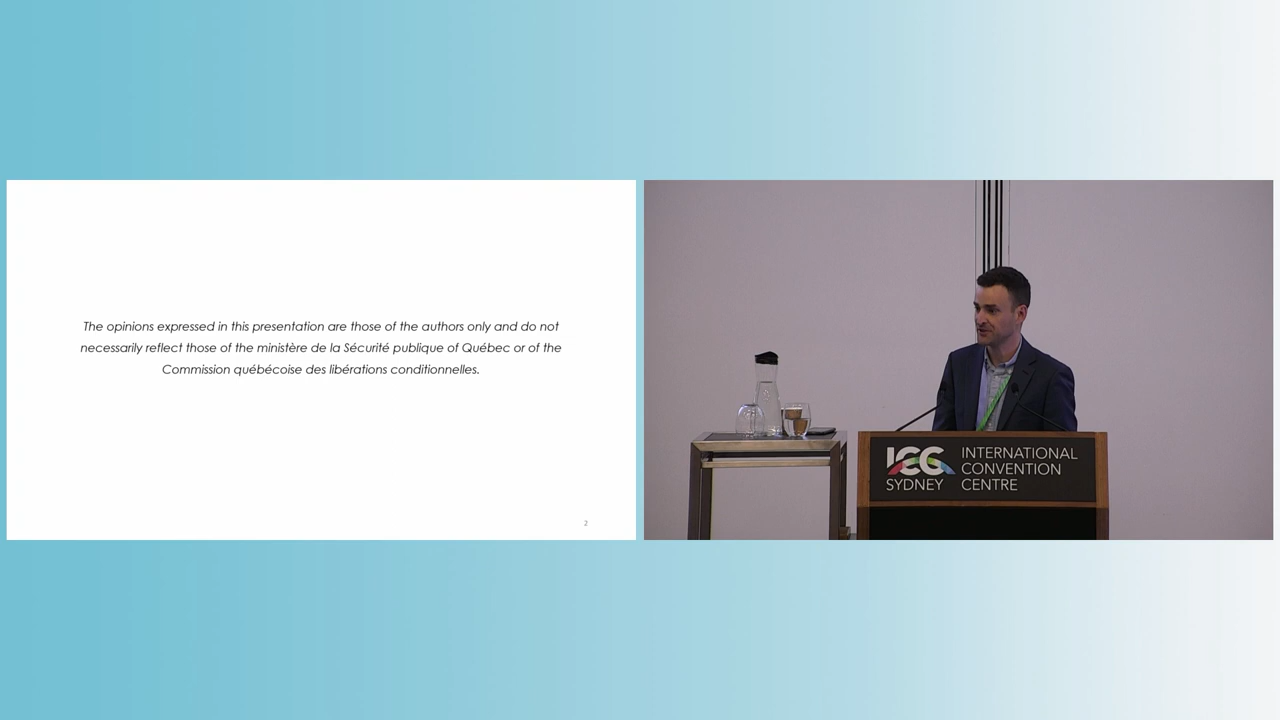 The opinions expressed in this presentation are those of the authors only and do not
necessarily reflect those of the ministère de la Sécurité publique of Québec or of the
Commission québécoise des libérations conditionnelles.
2
ICC
SYDNEY
INTERNATIONAL
CONVENTION
CENTRE